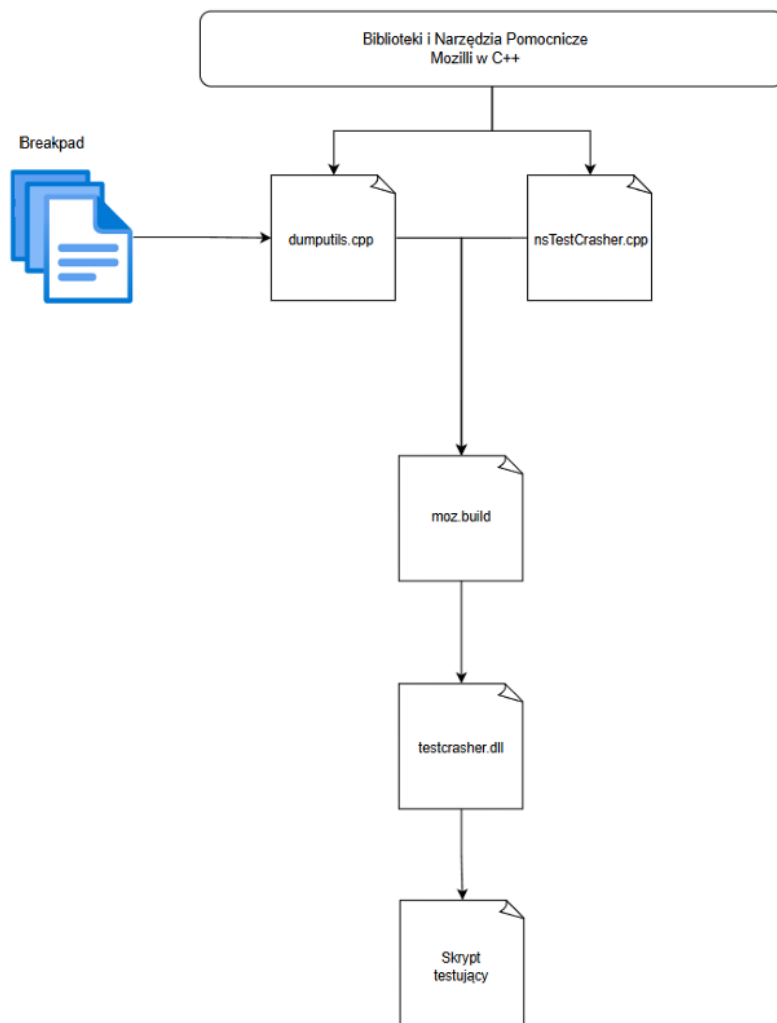 Biblioteki i Narzędzia Pomocnicze
Mozilli w C++
Breakpad
dumputils.cpp
nsTestCrasher.cpp
moz.build
testcrasher.dll
Skrypt
testujący